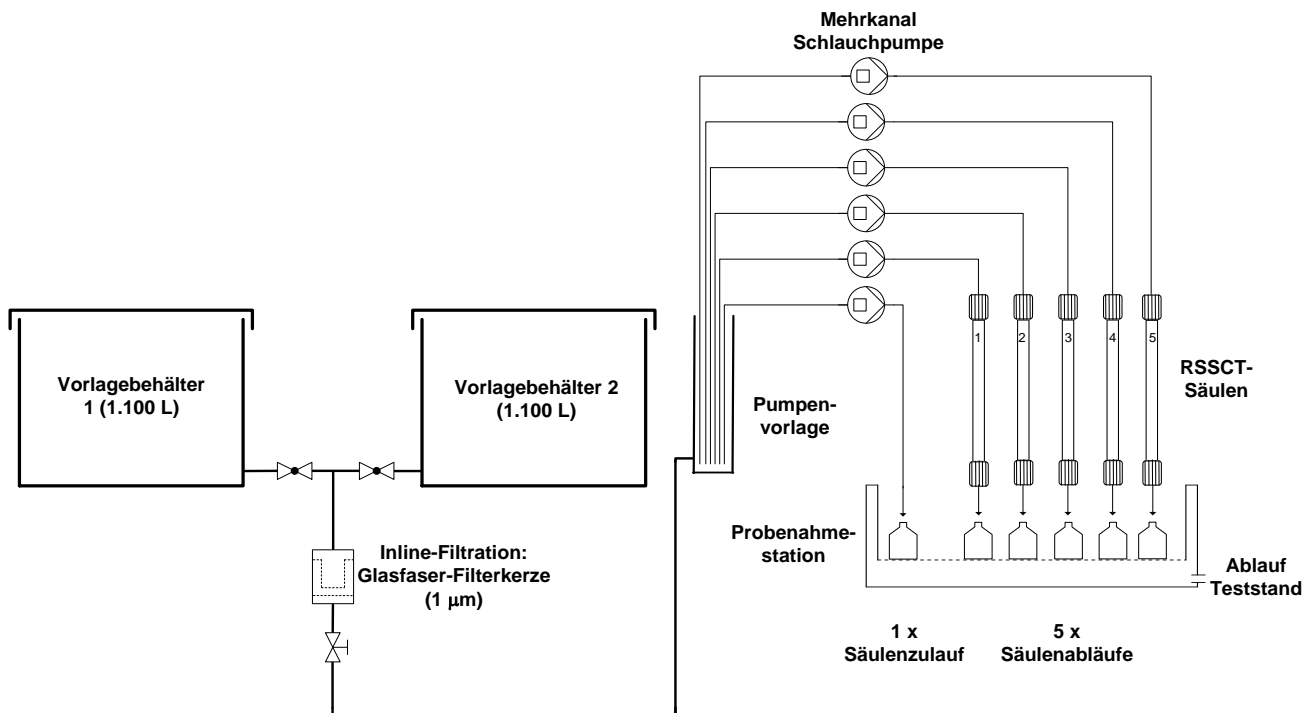 Mehrkanal
Schlauchpumpe
Vorlagebehälter
1 (1.100 L)
Vorlagebehälter 2
(1.100 L)
Pumpen-
vorlage
1
2
3
4
5
RSSCT-
Säulen
Inline-Filtration:
Glasfaser-Filterkerze
(1 µm)
Probenahme-
station
Ablauf
Teststand
1 x
Säulenzulauf
5 x
Säulenabläufe